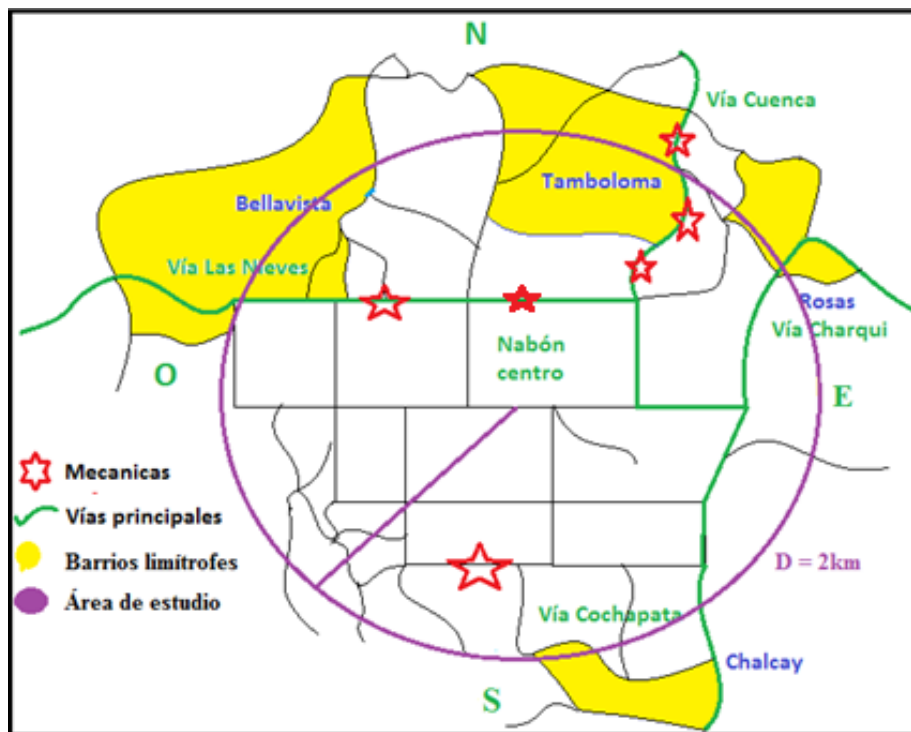 N
Vía Cuenca
Tamboloma
Bellavista
Vía Las Nieves
Rosas
Vía Charqui
Nabón
centro
O
E
Mecanicas
Vías principales
Barrios limítrofes
Área de estudio
D = 2km
Vía Cochapata
Chalcay
S